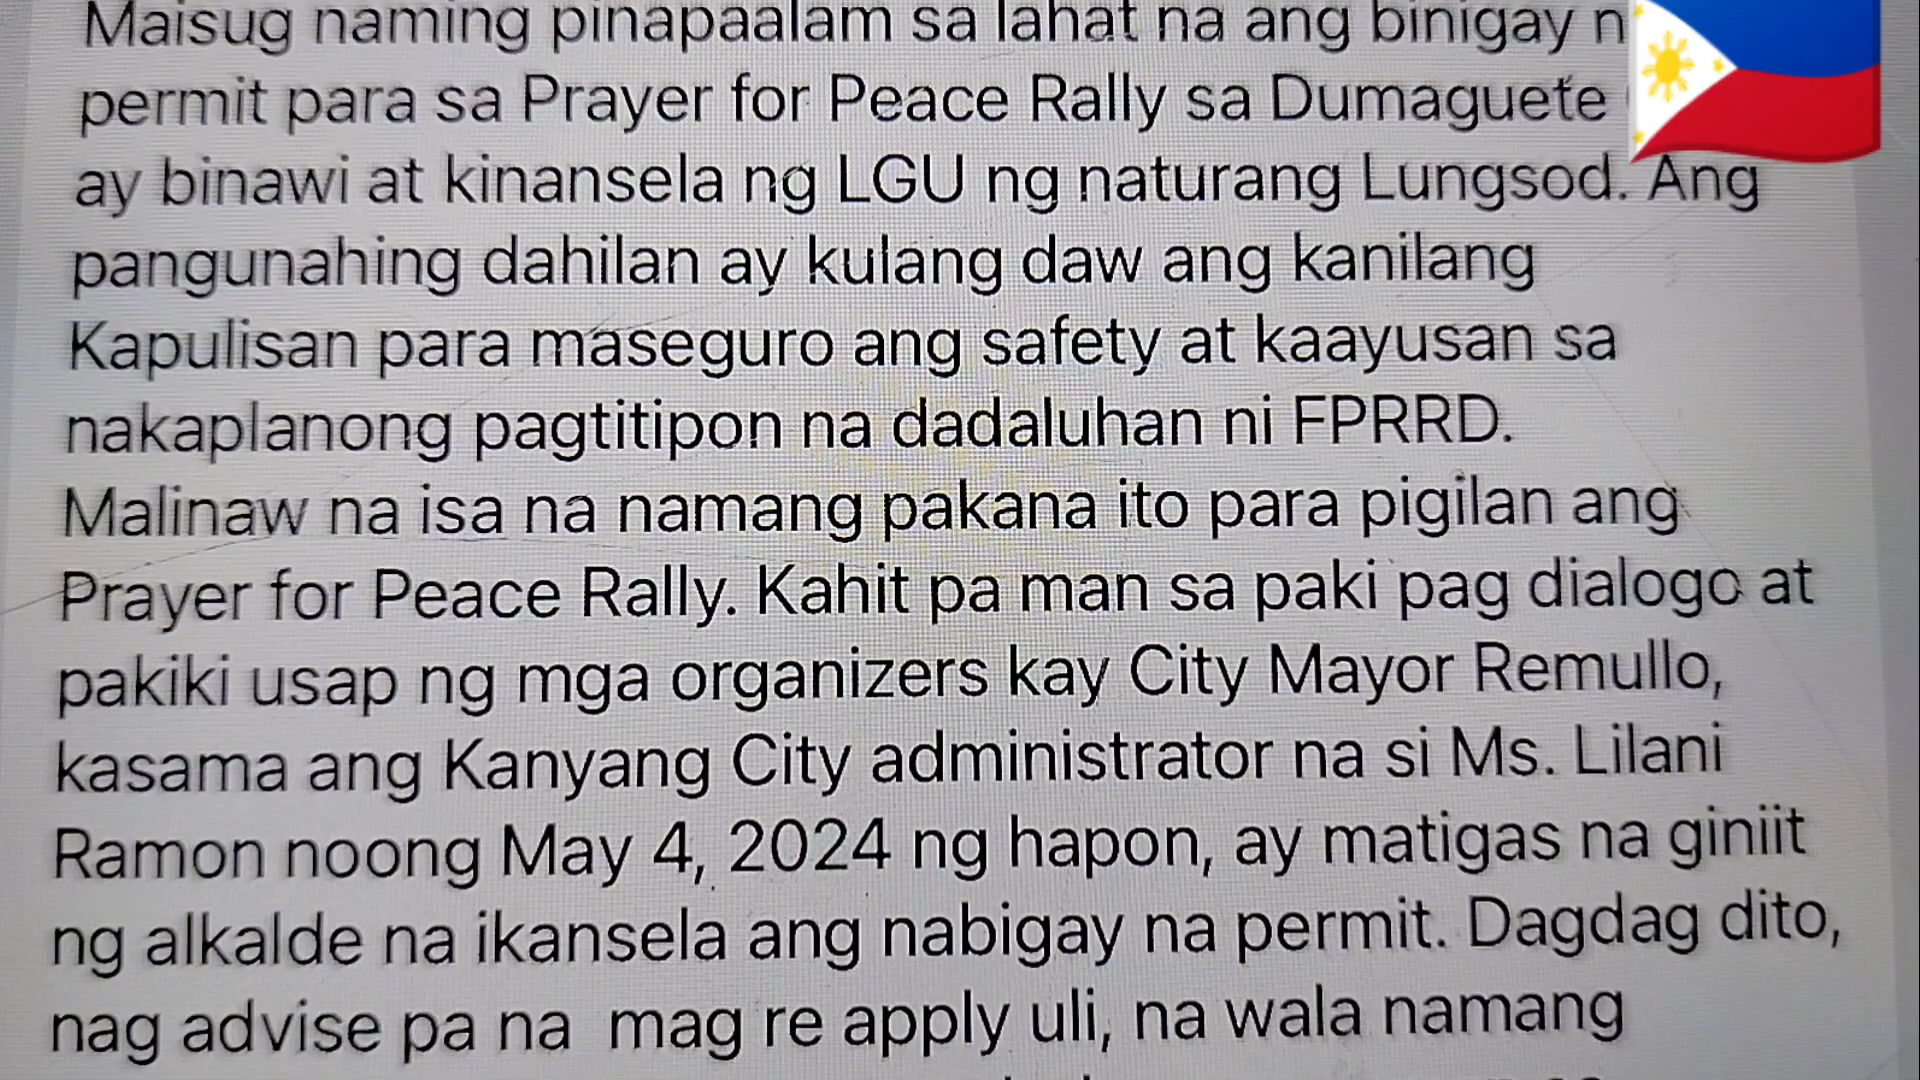 Maisug naming pinapaalam sa lahat na ang binigay
permit para sa Prayer for Peace Rally sa Dumaguete
ay binawi at kinansela ng LGU ng naturang Lungsod. Ang
pangunahing dahilan ay kulang daw ang kanilang
Kapulisan para maseguro ang safety at kaayusan sa
nakaplanong pagtitipon na dadaluhan ni FPRRD.
Malinaw na isa na namang pakana ito para pigilan ang
Prayer for Peace Rally. Kahit pa man sa paki pag dialogo at
pakiki usap ng mga organizers kay City Mayor Remullo,
kasama ang Kanyang City administrator na si Ms. Lilani
Ramon noong May 4, 2024 ng hapon, ay matigas na giniit
ng alkalde na ikansela ang nabigay na permit. Dagdag dito,
nag advise pa na mag re apply uli, na wala namang